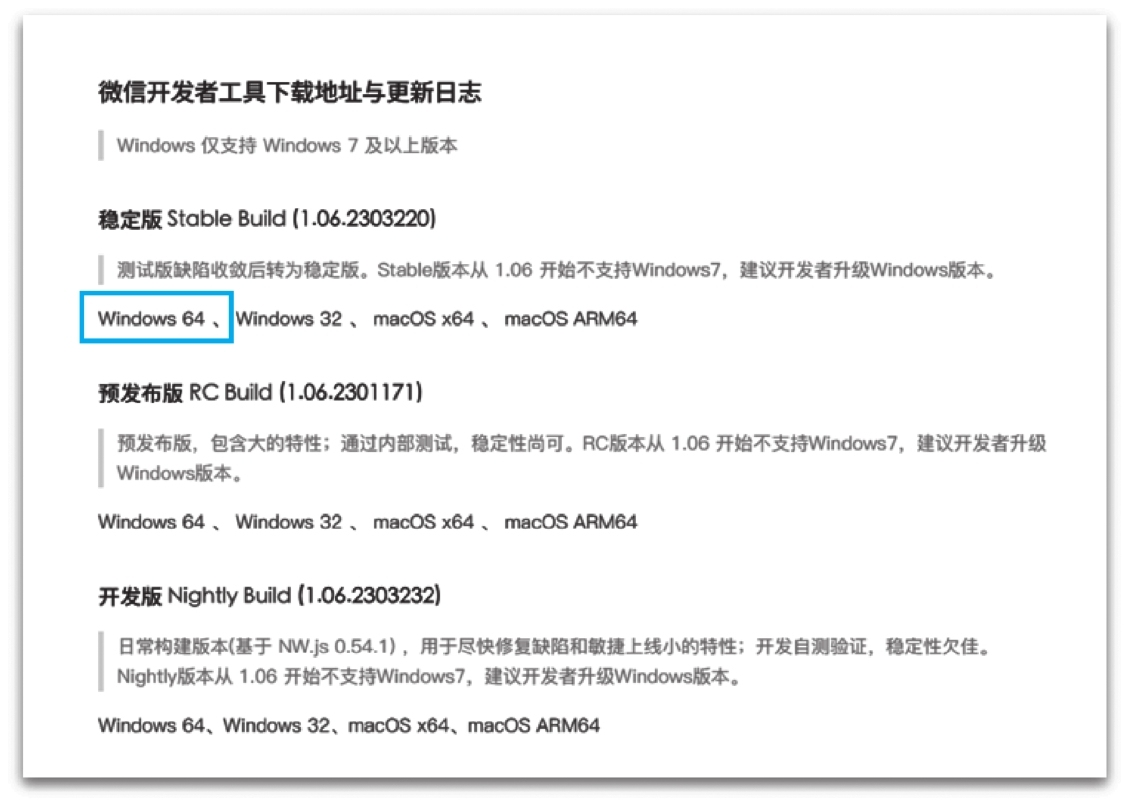 微信开发者工具下载地址与更新日志
Windows 仅支持 Windows 7 及以上版本
稳定版 Stable Build (1.06.2303220)
测试版缺陷收敛后转为稳定版。Stable版本从 1.06 开始不支持Windows7，建议开发者升级Windows版本。
Windows 64 、 Windows 32 、 macOS x64 、 macOS ARM64
预发布版 RC Build (1.06.2301171)
预发布版，包含大的特性；通过内部测试，稳定性尚可。RC版本从 1.06 开始不支持Windows7，建议开发者升级
Windows版本。
Windows 64 、 Windows 32 、 macOS x64 、 macOS ARM64
开发版 Nightly Build (1.06.2303232)
日常构建版本(基于 NW.js 0.54.1) ，用于尽快修复缺陷和敏捷上线小的特性；开发自测验证，稳定性欠佳。
Nightly版本从 1.06 开始不支持Windows7，建议开发者升级Windows版本。
Windows 64、Windows 32、macOS x64、macOS ARM64